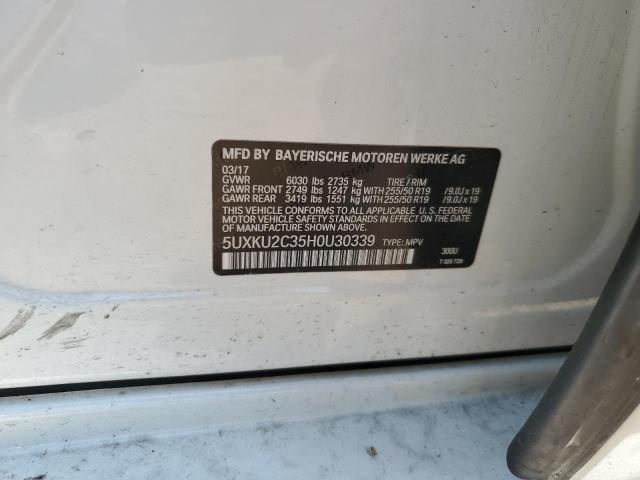 MFD BY BAYERISCHE MOTOREN WERKE AG
03/17
GVWR 6030 lbs 2735 kg TIRE / RIM
GAWR FRONT 2749 lbs 1247 kg WITH 255/50 R19 /9.0J x 19
GAWR REAR 3419 lbs 1551 kg WITH 255/50 R19 /9.0J x 19
THIS VEHICLE CONFORMS TO ALL APPLICABLE U.S. FEDERAL
MOTOR VEHICLE SAFETY STANDARDS IN EFFECT ON THE DATE
OF MANUFACTURE SHOWN ABOVE.
5UXKU2C35H0U30339 TYPE: MPV
300U